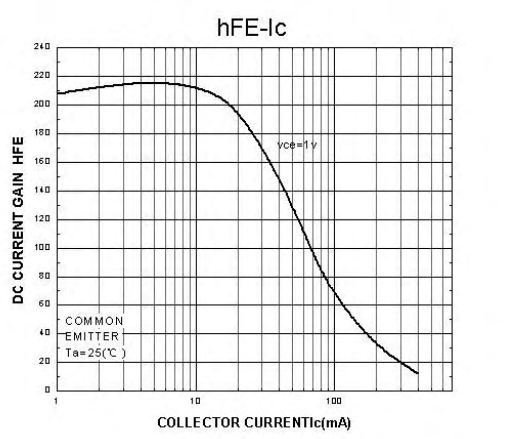 hFE-Ic
240
220
200
180
160
140
120
100
80
60
40
20
0
DC CURRENT GAIN HFE
vce=1v
COMMON
EMITTER
Ta=25(℃)
1 10 100
COLLECTOR CURRENTIc(mA)